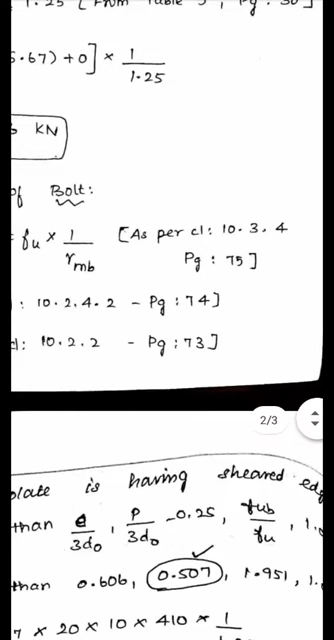 1.25 [From Table 5, Pg: 30]
5.67) + 0] × 1/1.25
KN
of Bolt:
fu × 1/γmb [As per cl: 10.3.4
Pg: 75]
: 10.2.4.2 - Pg: 74]
cl: 10.2.2 - Pg: 73]
2/3
plate is having sheared edg
than e/3d₀, p/3d₀ - 0.25, fub/fu, 1.
than 0.606, 0.507, 1.951, 1.
× 20 × 10 × 410 × 1/